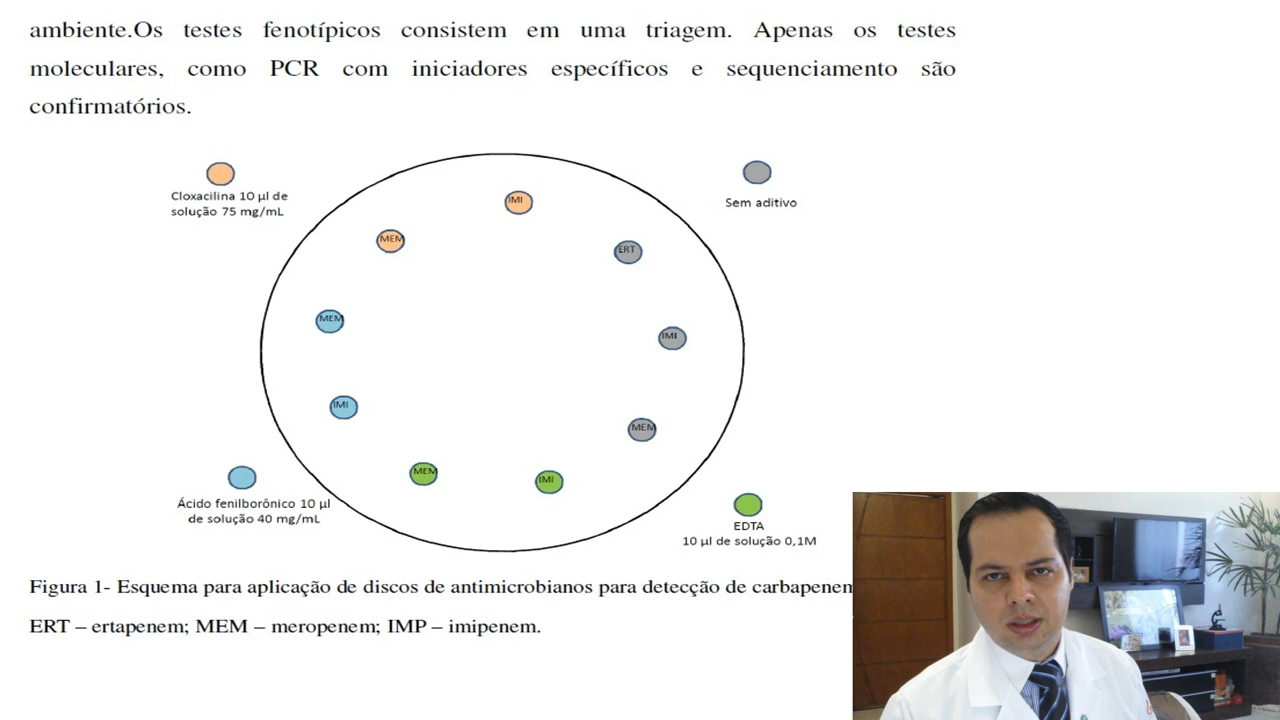 ambiente.Os testes fenotípicos consistem em uma triagem. Apenas os testes
moleculares, como PCR com iniciadores específicos e sequenciamento são
confirmatórios.
Cloxacilina 10 µl de
solução 75 mg/mL
Sem aditivo
IMI
MEM
ERT
MEM
IMI
IMI
MEM
MEM
IMI
Ácido fenilborônico 10 µl
de solução 40 mg/mL
EDTA
10 µl de solução 0,1M
Figura 1- Esquema para aplicação de discos de antimicrobianos para detecção de carbapenem
ERT – ertapenem; MEM – meropenem; IMP – imipenem.